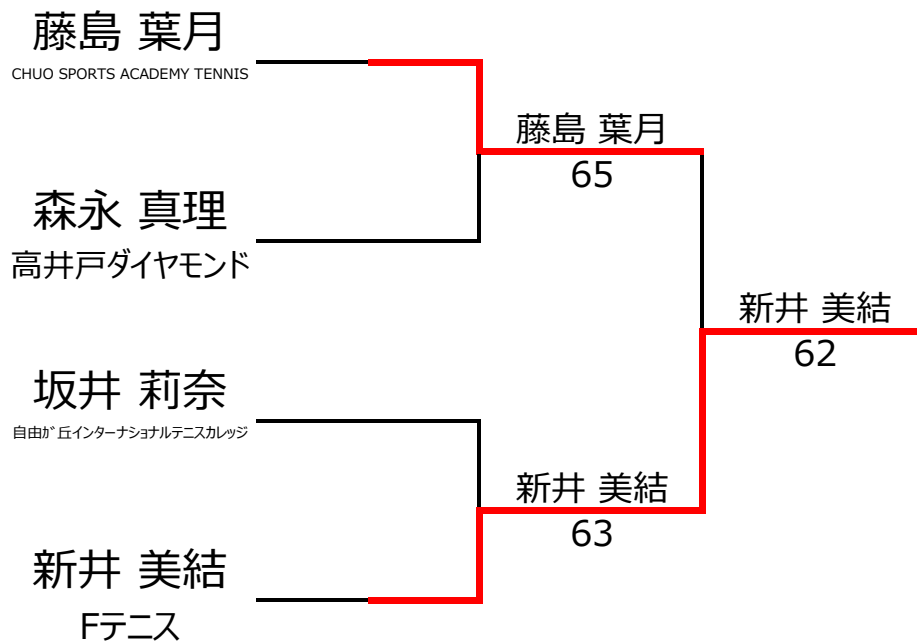 藤島 葉月
CHUO SPORTS ACADEMY TENNIS
藤島 葉月
65
森永 真理
高井戸ダイヤモンド
新井 美結
62
坂井 莉奈
自由が丘インターナショナルテニスカレッジ
新井 美結
63
新井 美結
Fテニス